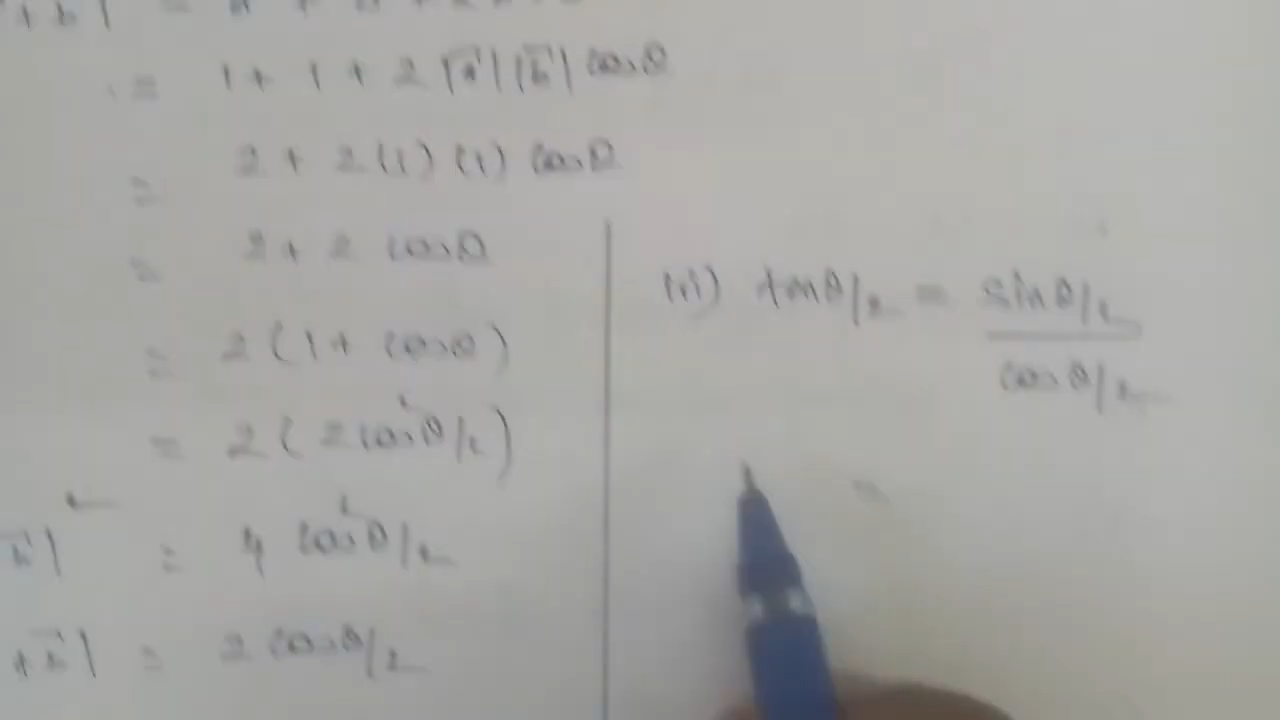 = 1 + 1 + 2 |a⃗| |b⃗| cosθ
= 2 + 2 (1) (1) cosθ
= 2 + 2 cosθ
= 2 (1 + cosθ)
= 2 ( 2 cos²θ/2 )
b⃗|² = 4 cos²θ/2
+b⃗| = 2 cosθ/2
tanθ/2 = sinθ/2 / cosθ/2
=